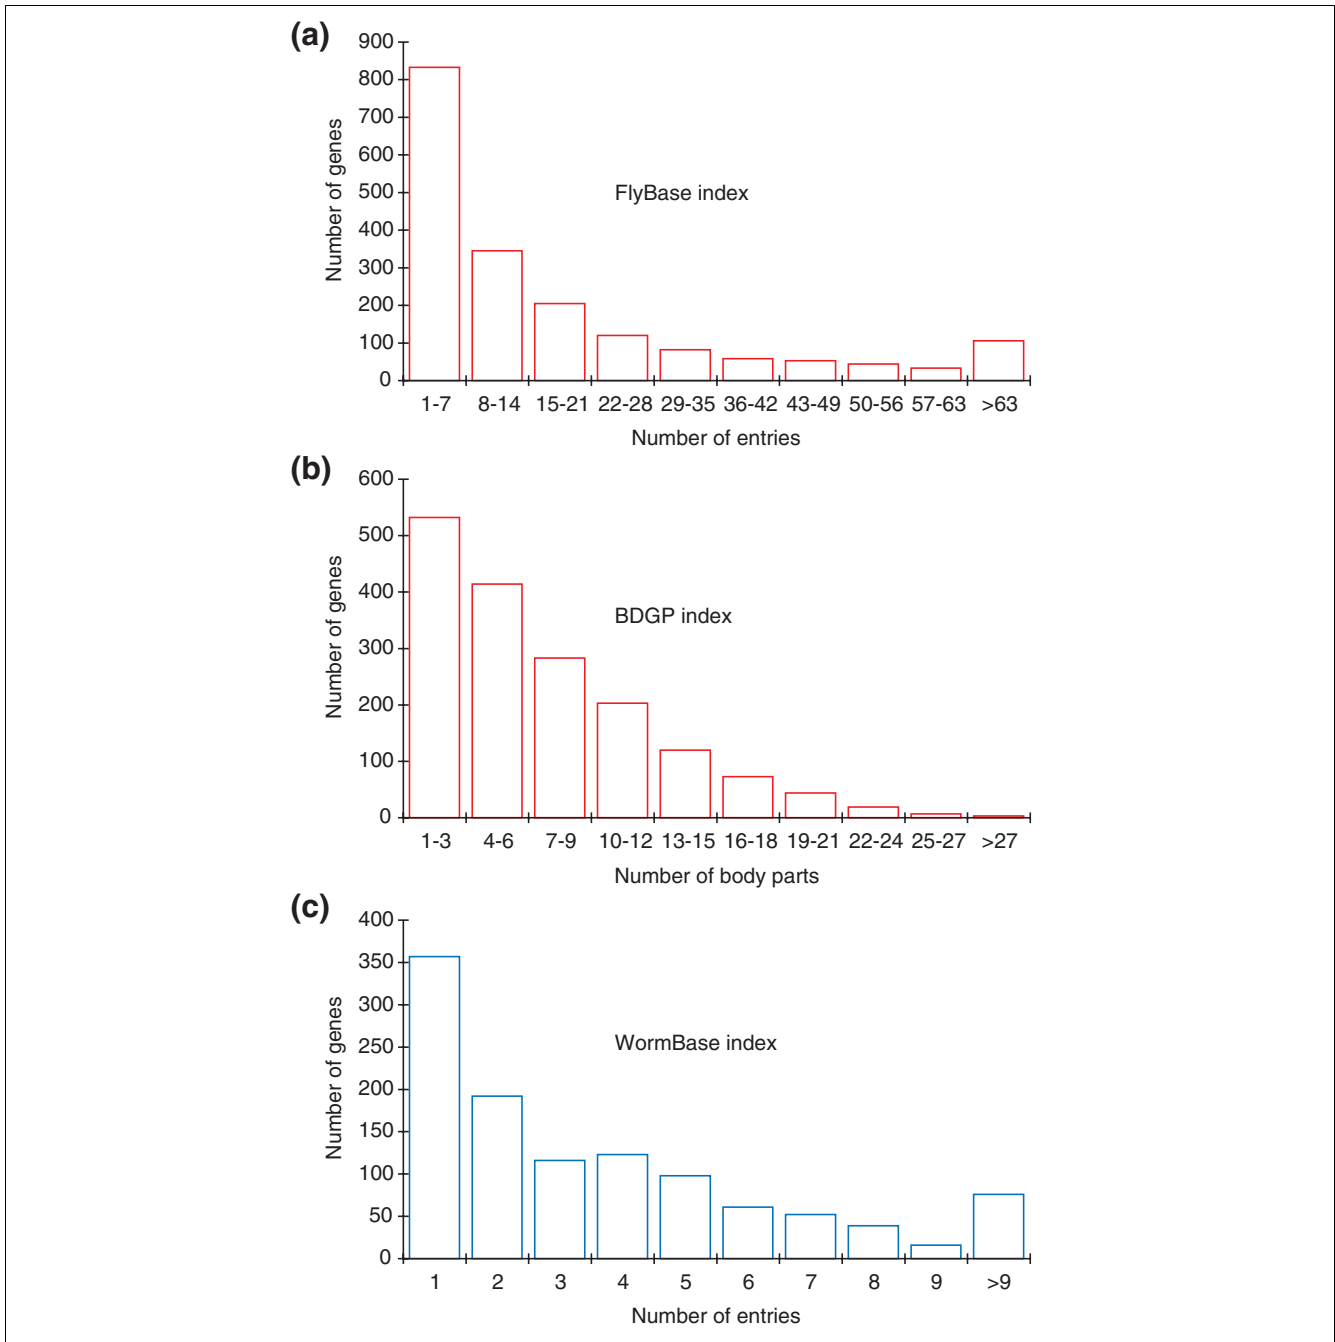 (a)
900
800
700
600
500
400
300
200
100
0
Number of genes
FlyBase index
1-7 8-14 15-21 22-28 29-35 36-42 43-49 50-56 57-63 >63
Number of entries
(b)
600
500
400
300
200
100
0
Number of genes
BDGP index
1-3 4-6 7-9 10-12 13-15 16-18 19-21 22-24 25-27 >27
Number of body parts
(c)
400
350
300
250
200
150
100
50
0
Number of genes
WormBase index
1 2 3 4 5 6 7 8 9 >9
Number of entries